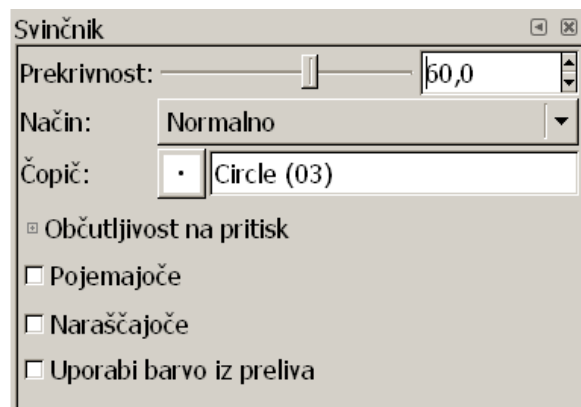 Svinčnik
Prekrivnost: 60,0
Način: Normalno
Čopič: Circle (03)
Občutljivost na pritisk
Pojemajoče
Naraščajoče
Uporabi barvo iz preliva